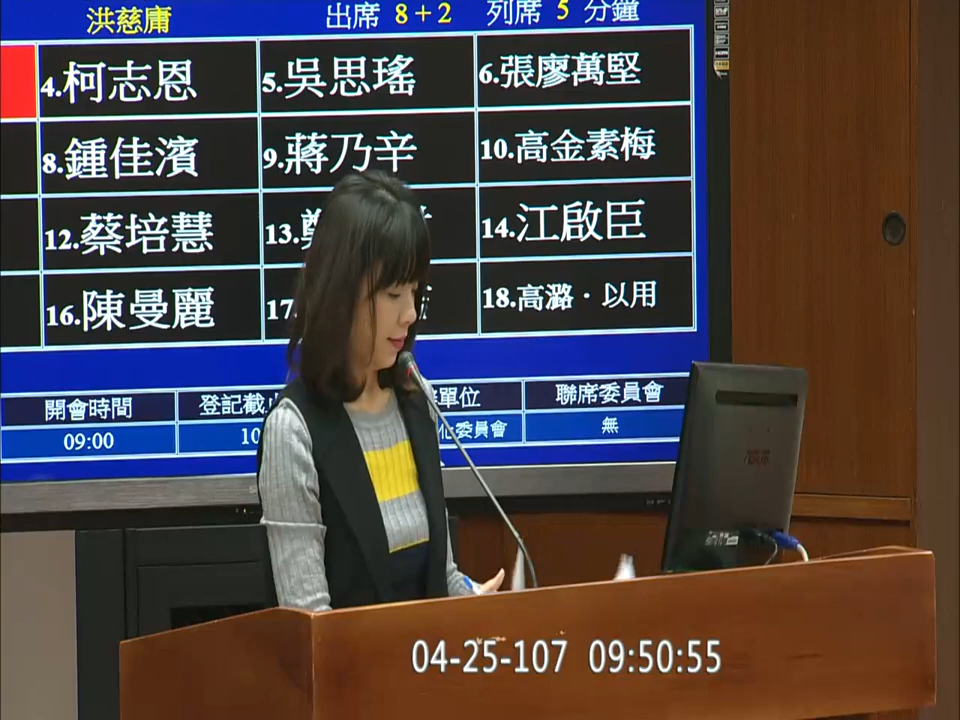 洪慈庸 出席 8+2 列席 5 分鐘
4.柯志恩 5.吳思瑤 6.張廖萬堅
8.鍾佳濱 9.蔣乃辛 10.高金素梅
12.蔡培慧 13. 14.江啟臣
16.陳曼麗 17. 18.高潞·以用
開會時間 登記截 單位 聯席委員會
09:00 10 化委員會 無
04-25-107 09:50:55